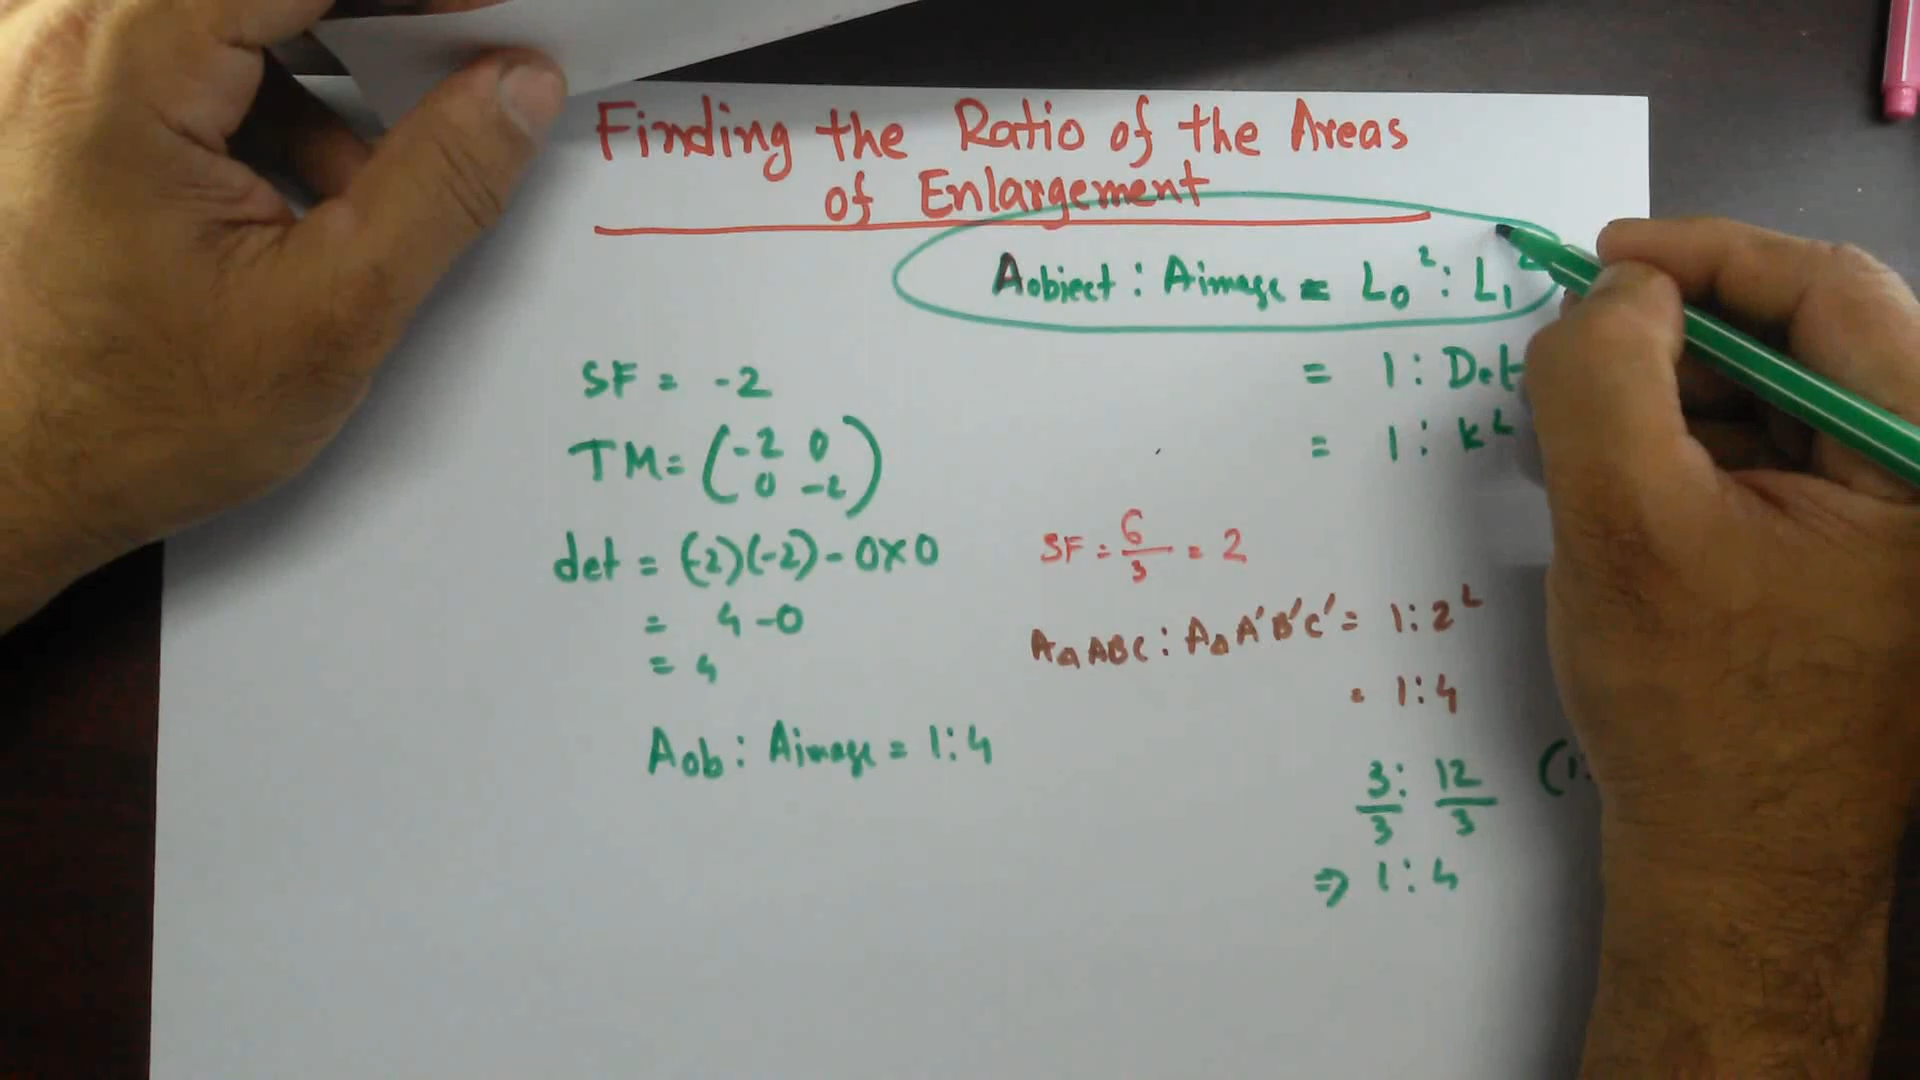 Finding the Ratio of the Areas
of Enlargement
Aobject : Aimage = L₀² : L₁²
= 1 : Det
= 1 : k²
SF = -2
TM = (-2 0
0 -2)
det = (-2)(-2) - 0×0
= 4 - 0
= 4
Aob : Aimage = 1:4
SF = 6/3 = 2
A△ABC : A△A'B'C' = 1:2²
= 1:4
3/3 : 12/3 (1:
⇒ 1:4